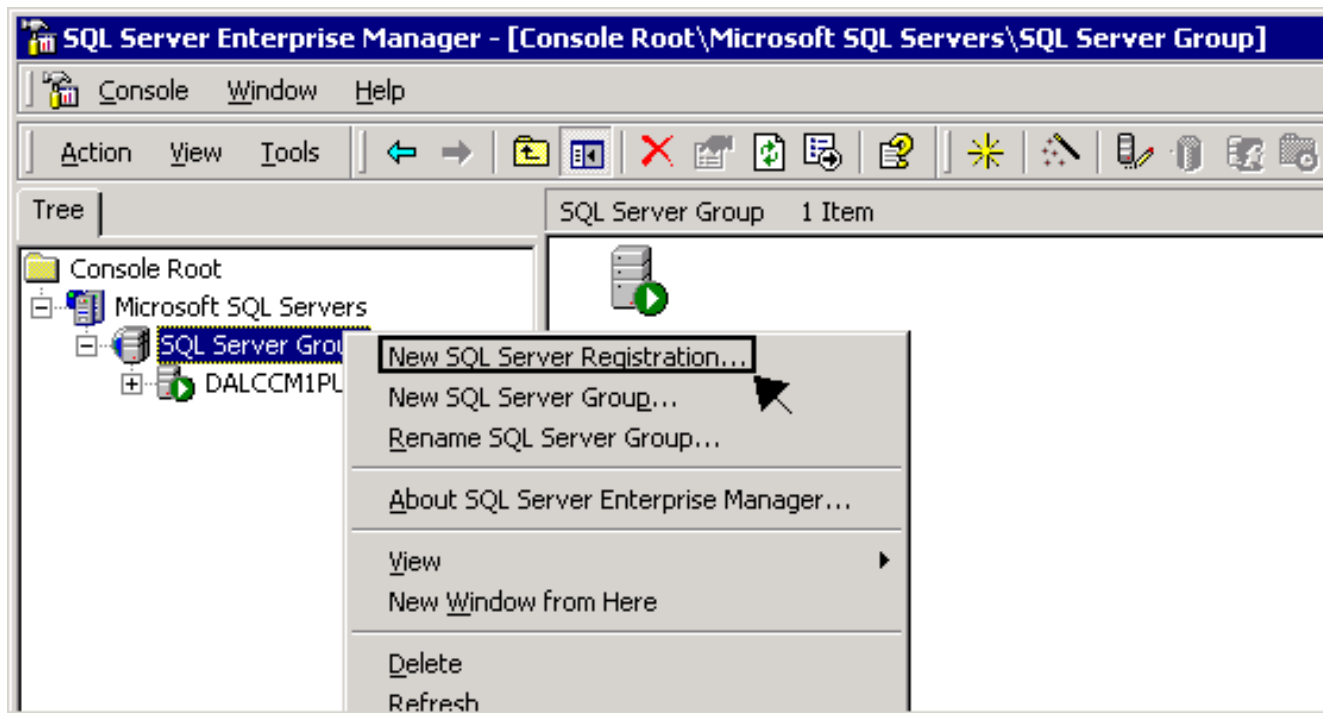 SQL Server Enterprise Manager - [Console Root\Microsoft SQL Servers\SQL Server Group]
Console Window Help
Action View Tools
Tree
SQL Server Group 1 Item
Console Root
Microsoft SQL Servers
SQL Server Grou
DALCCM1PU
New SQL Server Registration...
New SQL Server Group...
Rename SQL Server Group...
About SQL Server Enterprise Manager...
View
New Window from Here
Delete
Refresh